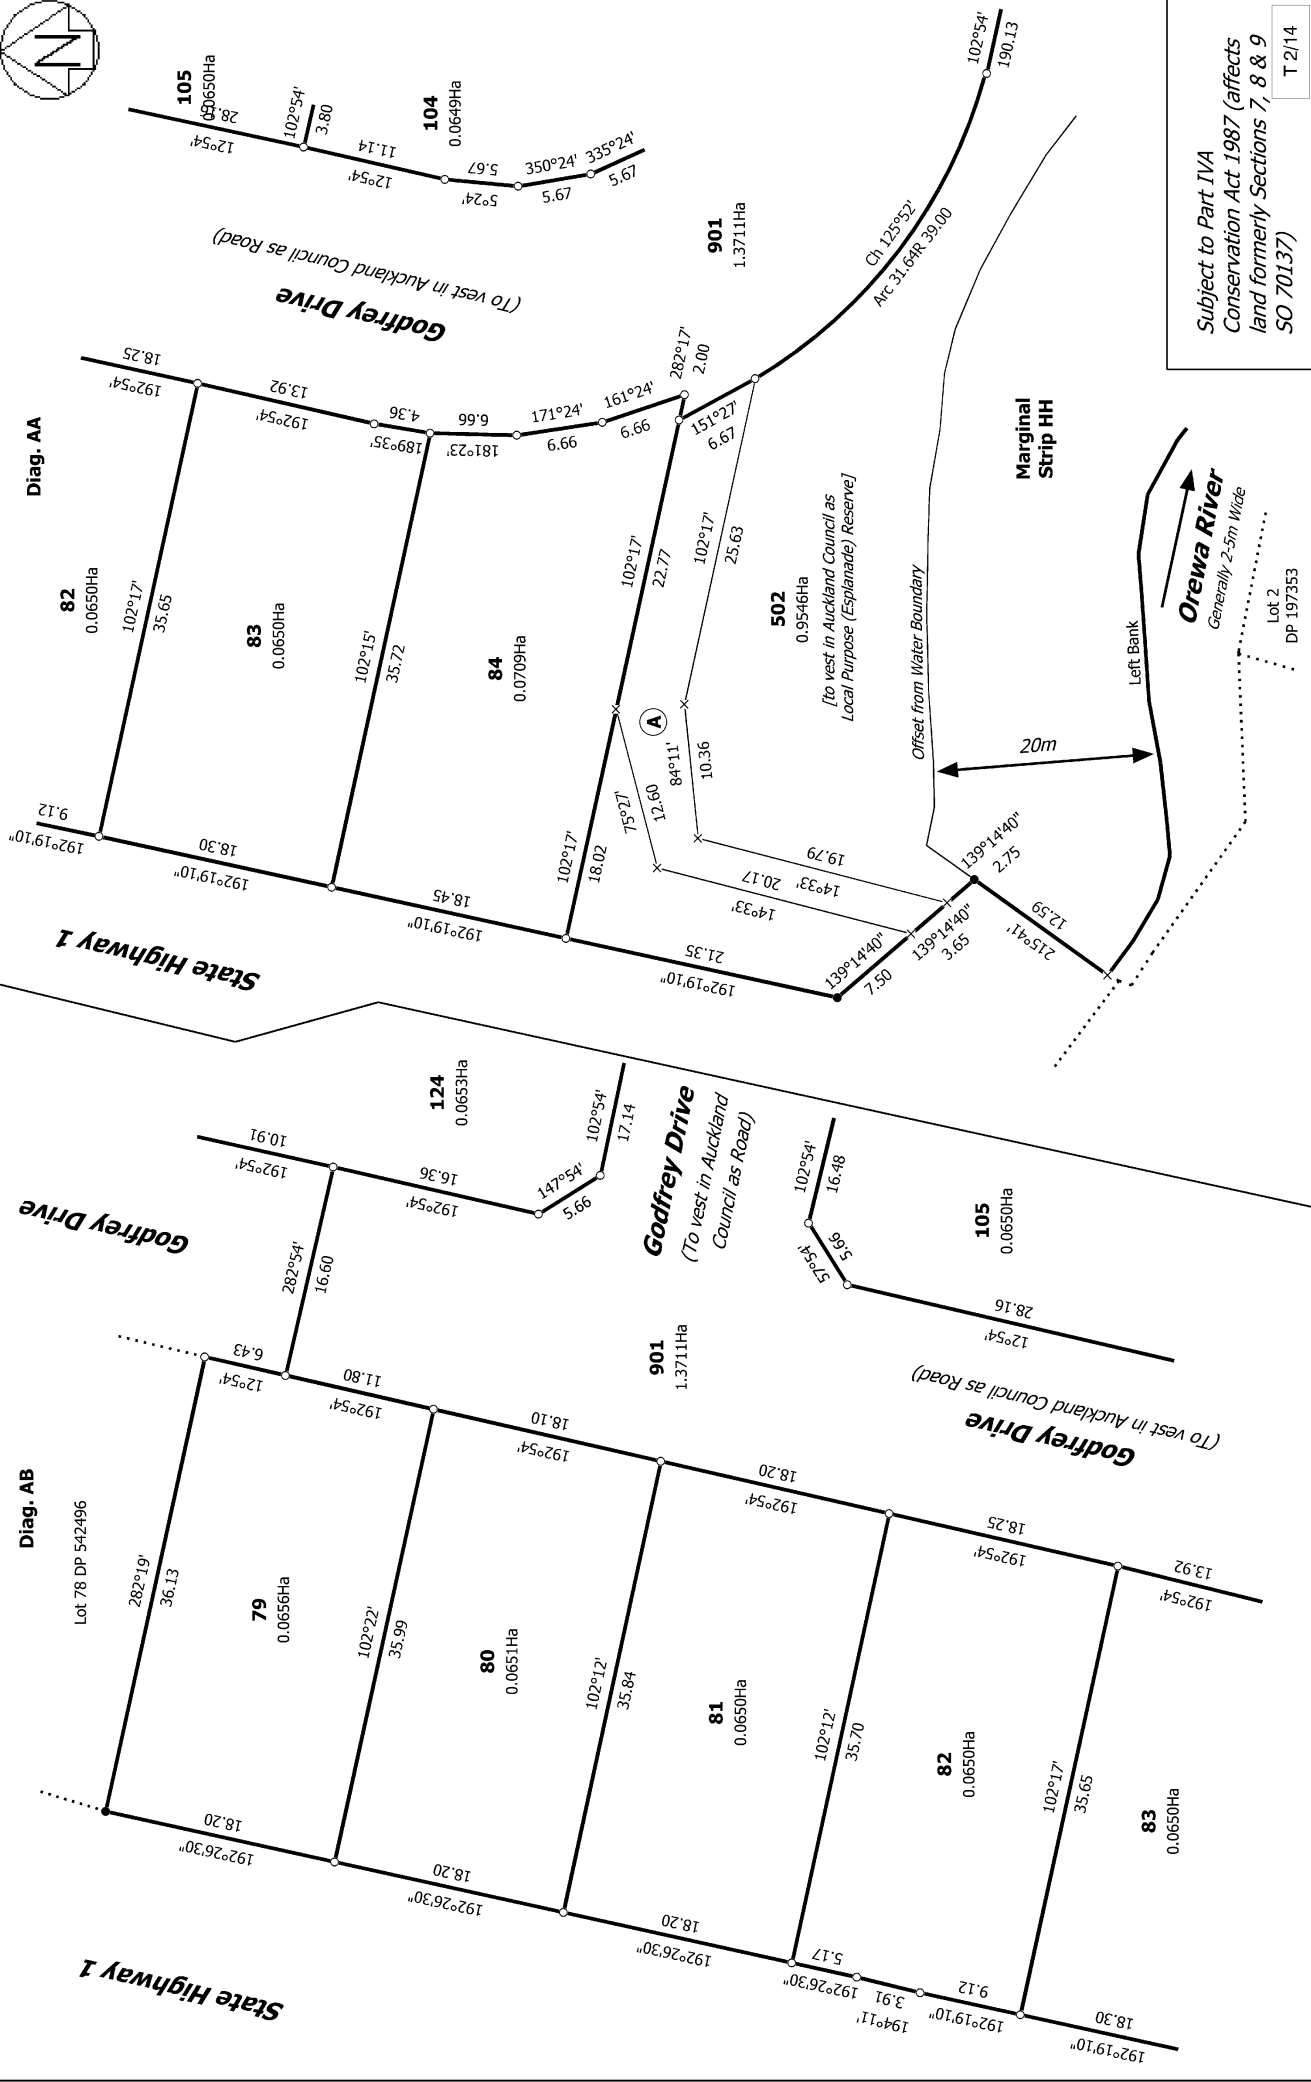 N
Diag. AA
105
0.0650Ha
28.16
12°54'
102°54'
3.80
104
0.0649Ha
11.14
12°54'
5.67
5°24'
350°24'
5.67
335°24'
5.67
Godfrey Drive
(To vest in Auckland Council as Road)
901
1.3711Ha
102°54'
190.13
Ch 125°52'
Arc 31.64R 39.00
18.25
192°54'
13.92
192°54'
4.36
189°35'
6.66
181°23'
171°24'
6.66
161°24'
6.66
282°17'
2.00
151°27'
6.67
82
0.0650Ha
102°17'
35.65
83
0.0650Ha
102°15'
35.72
84
0.0709Ha
102°17'
22.77
102°17'
25.63
A
84°11'
10.36
75°27'
12.60
102°17'
18.02
9.12
192°19'10"
18.30
192°19'10"
18.45
192°19'10"
21.35
192°19'10"
20.17
14°33'
19.79
14°33'
139°14'40"
7.50
139°14'40"
3.65
139°14'40"
2.75
12.59
215°41'
State Highway 1
502
0.9546Ha
[to vest in Auckland Council as
Local Purpose (Esplanade) Reserve]
Offset from Water Boundary
Marginal
Strip HH
20m
Left Bank
Orewa River
Generally 2-5m Wide
Lot 2
DP 197353
Subject to Part IVA
Conservation Act 1987 (affects
land formerly Sections 7, 8 & 9
SO 70137)
T 2/14
Diag. AB
Lot 78 DP 542496
Godfrey Drive
124
0.0653Ha
10.91
192°54'
16.36
192°54'
147°54'
5.66
102°54'
17.14
282°54'
16.60
Godfrey Drive
(To vest in Auckland
Council as Road)
102°54'
16.48
57°54'
5.66
105
0.0650Ha
28.16
12°54'
901
1.3711Ha
Godfrey Drive
(To vest in Auckland Council as Road)
6.43
12°54'
11.80
192°54'
18.10
192°54'
18.20
192°54'
18.25
192°54'
13.92
192°54'
282°19'
36.13
79
0.0656Ha
102°22'
35.99
80
0.0651Ha
102°12'
35.84
81
0.0650Ha
102°12'
35.70
82
0.0650Ha
102°17'
35.65
83
0.0650Ha
18.20
192°26'30"
18.20
192°26'30"
18.20
192°26'30"
5.17
192°26'30"
3.91
194°11'
9.12
192°19'10"
18.30
192°19'10"
State Highway 1